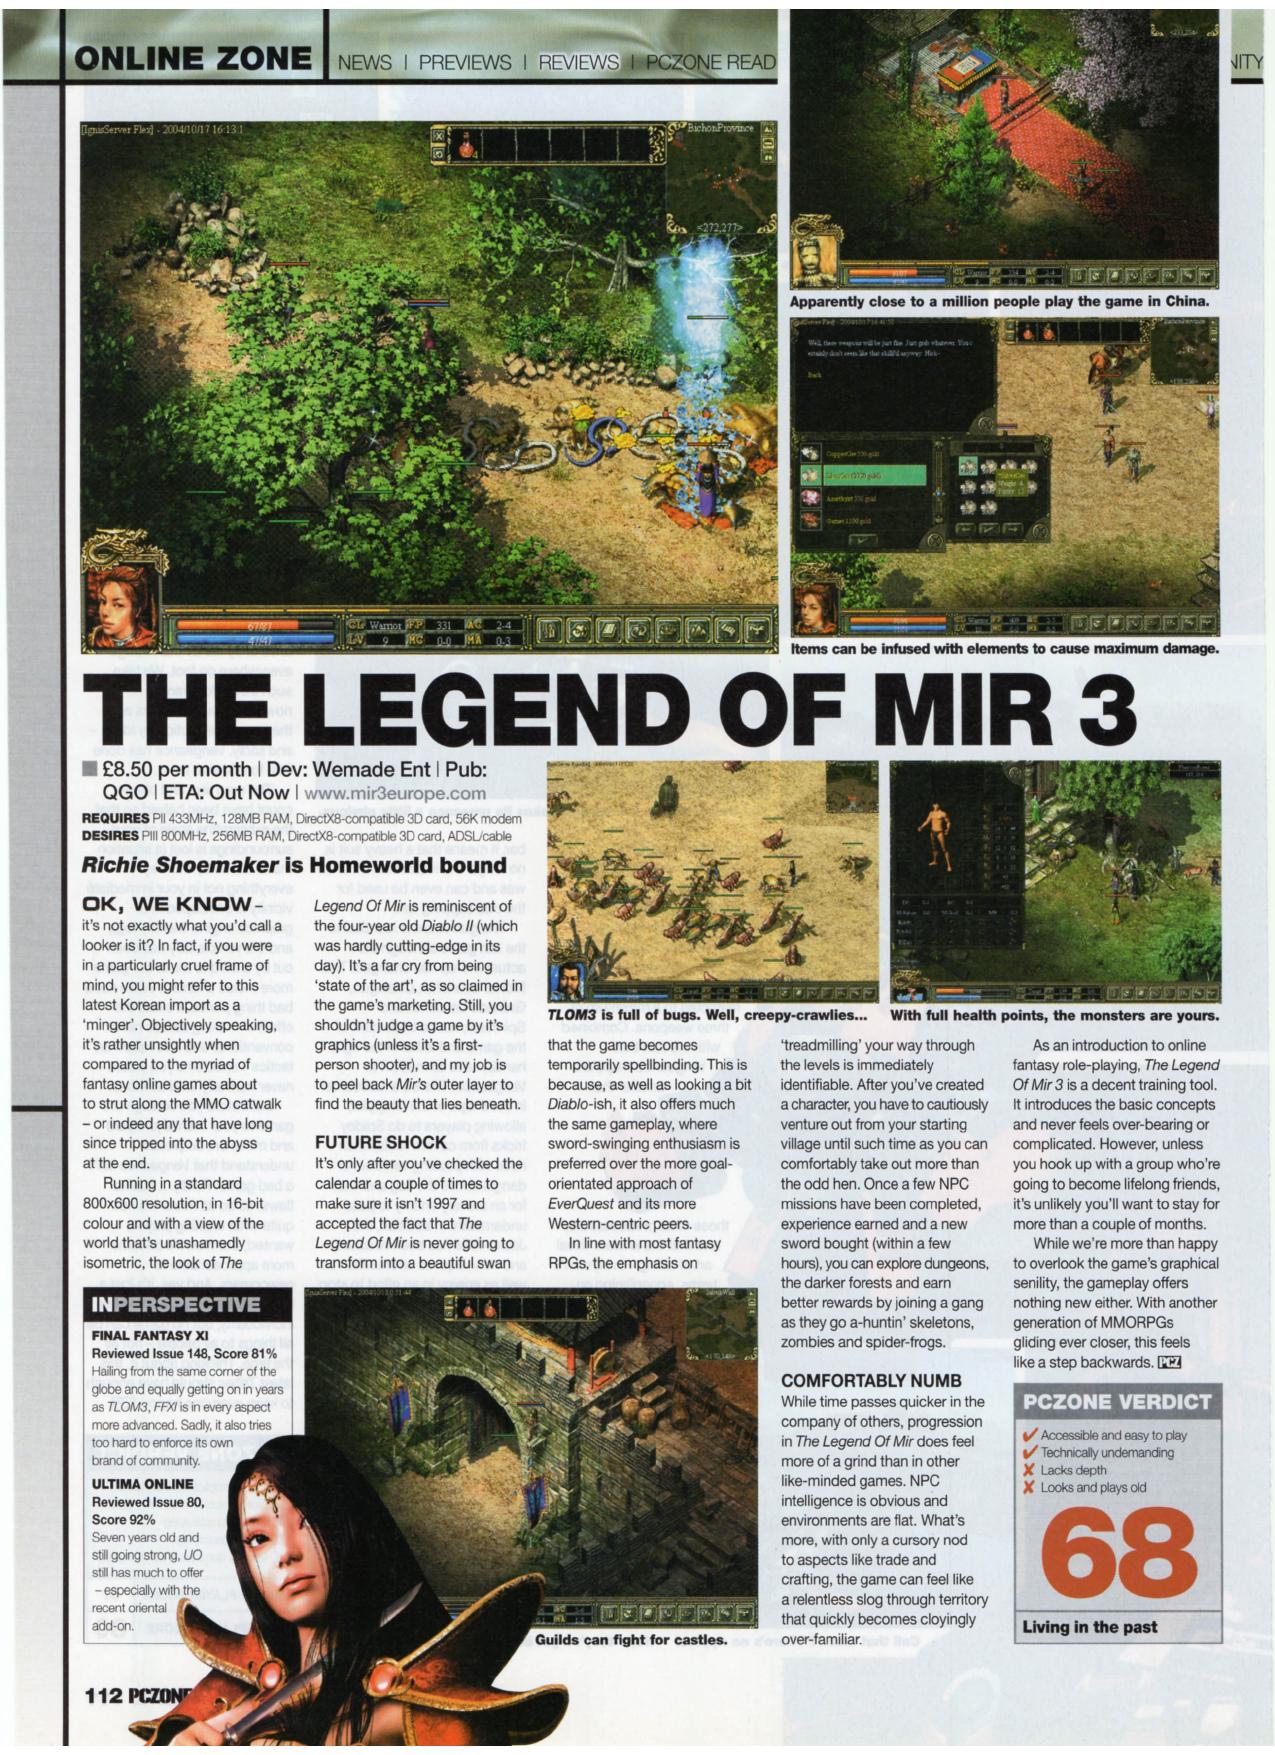 ONLINE ZONE
NEWS | PREVIEWS | REVIEWS | PCZONE READ
NITY
[IgnisServer.Flex] - 2004/10/17 16:13:1
BichonProvince
<272,277>
67/87
47/47
CL Warrior FP 331 AC 2-4
LV 9 MC 0-0 MA 0-3
Apparently close to a million people play the game in China.
Back
Items can be infused with elements to cause maximum damage.
THE LEGEND OF MIR 3
£8.50 per month | Dev: Wemade Ent | Pub:
QGO | ETA: Out Now | www.mir3europe.com
REQUIRES PII 433MHz, 128MB RAM, DirectX8-compatible 3D card, 56K modem
DESIRES PIII 800MHz, 256MB RAM, DirectX8-compatible 3D card, ADSL/cable
Richie Shoemaker is Homeworld bound
OK, WE KNOW –
it's not exactly what you'd call a
looker is it? In fact, if you were
in a particularly cruel frame of
mind, you might refer to this
latest Korean import as a
'minger'. Objectively speaking,
it's rather unsightly when
compared to the myriad of
fantasy online games about
to strut along the MMO catwalk
– or indeed any that have long
since tripped into the abyss
at the end.
Running in a standard
800x600 resolution, in 16-bit
colour and with a view of the
world that's unashamedly
isometric, the look of The
Legend Of Mir is reminiscent of
the four-year old Diablo II (which
was hardly cutting-edge in its
day). It's a far cry from being
'state of the art', as so claimed in
the game's marketing. Still, you
shouldn't judge a game by it's
graphics (unless it's a first-
person shooter), and my job is
to peel back Mir's outer layer to
find the beauty that lies beneath.
FUTURE SHOCK
It's only after you've checked the
calendar a couple of times to
make sure it isn't 1997 and
accepted the fact that The
Legend Of Mir is never going to
transform into a beautiful swan
TLOM3 is full of bugs. Well, creepy-crawlies...
With full health points, the monsters are yours.
that the game becomes
temporarily spellbinding. This is
because, as well as looking a bit
Diablo-ish, it also offers much
the same gameplay, where
sword-swinging enthusiasm is
preferred over the more goal-
orientated approach of
EverQuest and its more
Western-centric peers.
In line with most fantasy
RPGs, the emphasis on
'treadmilling' your way through
the levels is immediately
identifiable. After you've created
a character, you have to cautiously
venture out from your starting
village until such time as you can
comfortably take out more than
the odd hen. Once a few NPC
missions have been completed,
experience earned and a new
sword bought (within a few
hours), you can explore dungeons,
the darker forests and earn
better rewards by joining a gang
as they go a-huntin' skeletons,
zombies and spider-frogs.
COMFORTABLY NUMB
While time passes quicker in the
company of others, progression
in The Legend Of Mir does feel
more of a grind than in other
like-minded games. NPC
intelligence is obvious and
environments are flat. What's
more, with only a cursory nod
to aspects like trade and
crafting, the game can feel like
a relentless slog through territory
that quickly becomes cloyingly
over-familiar.
As an introduction to online
fantasy role-playing, The Legend
Of Mir 3 is a decent training tool.
It introduces the basic concepts
and never feels over-bearing or
complicated. However, unless
you hook up with a group who're
going to become lifelong friends,
it's unlikely you'll want to stay for
more than a couple of months.
While we're more than happy
to overlook the game's graphical
senility, the gameplay offers
nothing new either. With another
generation of MMORPGs
gliding ever closer, this feels
like a step backwards. PCZ
INPERSPECTIVE
FINAL FANTASY XI
Reviewed Issue 148, Score 81%
Hailing from the same corner of the
globe and equally getting on in years
as TLOM3, FFXI is in every aspect
more advanced. Sadly, it also tries
too hard to enforce its own
brand of community.
ULTIMA ONLINE
Reviewed Issue 80,
Score 92%
Seven years old and
still going strong, UO
still has much to offer
– especially with the
recent oriental
add-on.
Guilds can fight for castles.
PCZONE VERDICT
Accessible and easy to play
Technically undemanding
Lacks depth
Looks and plays old
68
Living in the past
112 PCZONE